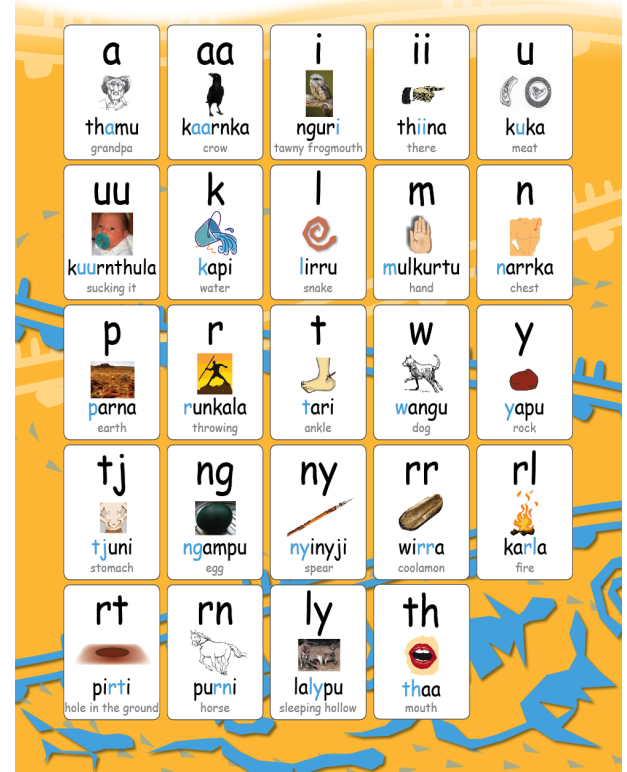 a
thamu
grandpa
aa
kaarnka
crow
i
nguri
tawny frogmouth
ii
thiina
there
u
kuka
meat
uu
kuurnthula
sucking it
k
kapi
water
l
lirru
snake
m
mulkurtu
hand
n
narrka
chest
p
parna
earth
r
runkala
throwing
t
tari
ankle
w
wangu
dog
y
yapu
rock
tj
tjuni
stomach
ng
ngampu
egg
ny
nyinyji
spear
rr
wirra
coolamon
rl
karla
fire
rt
pirti
hole in the ground
rn
purni
horse
ly
lalypu
sleeping hollow
th
thaa
mouth